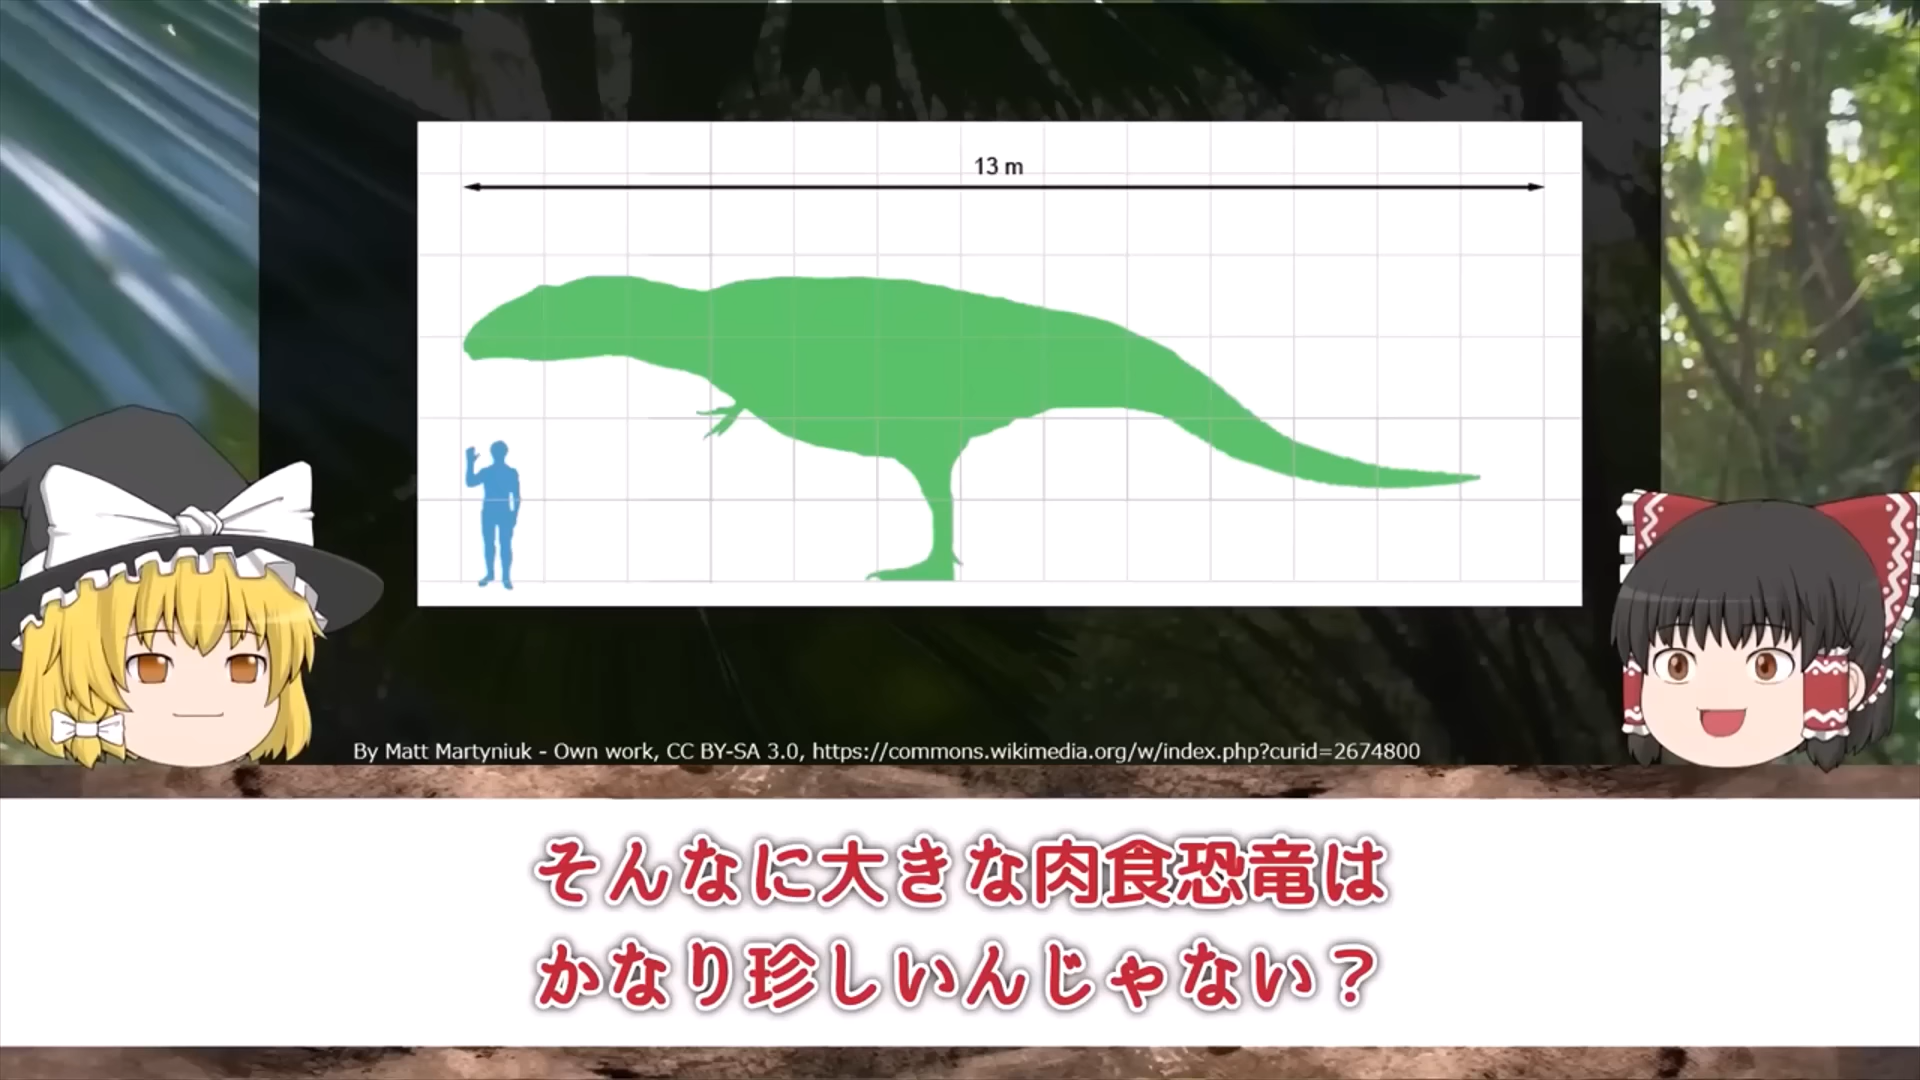 13 m
By Matt Martyniuk - Own work, CC BY-SA 3.0, https://commons.wikimedia.org/w/index.php?curid=2674800
そんなに大きな肉食恐竜は
かなり珍しいんじゃない？